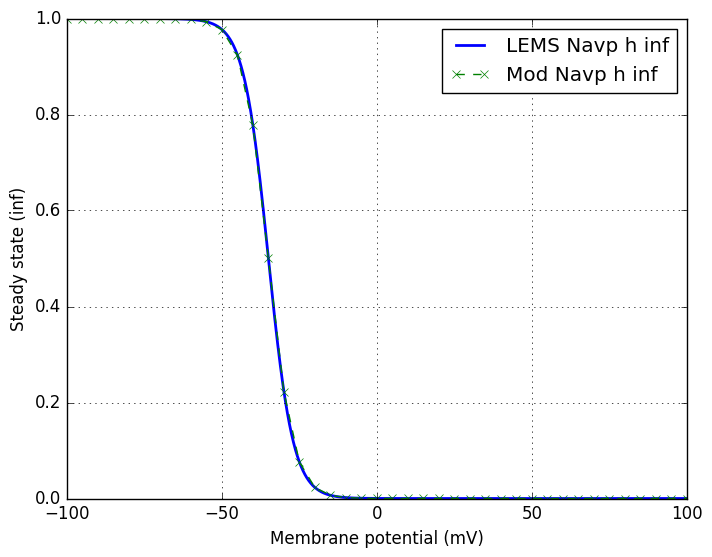 1.0
0.8
0.6
0.4
0.2
0.0
Steady state (inf)
LEMS Navp h inf
Mod Navp h inf
−100
−50
0
50
100
Membrane potential (mV)